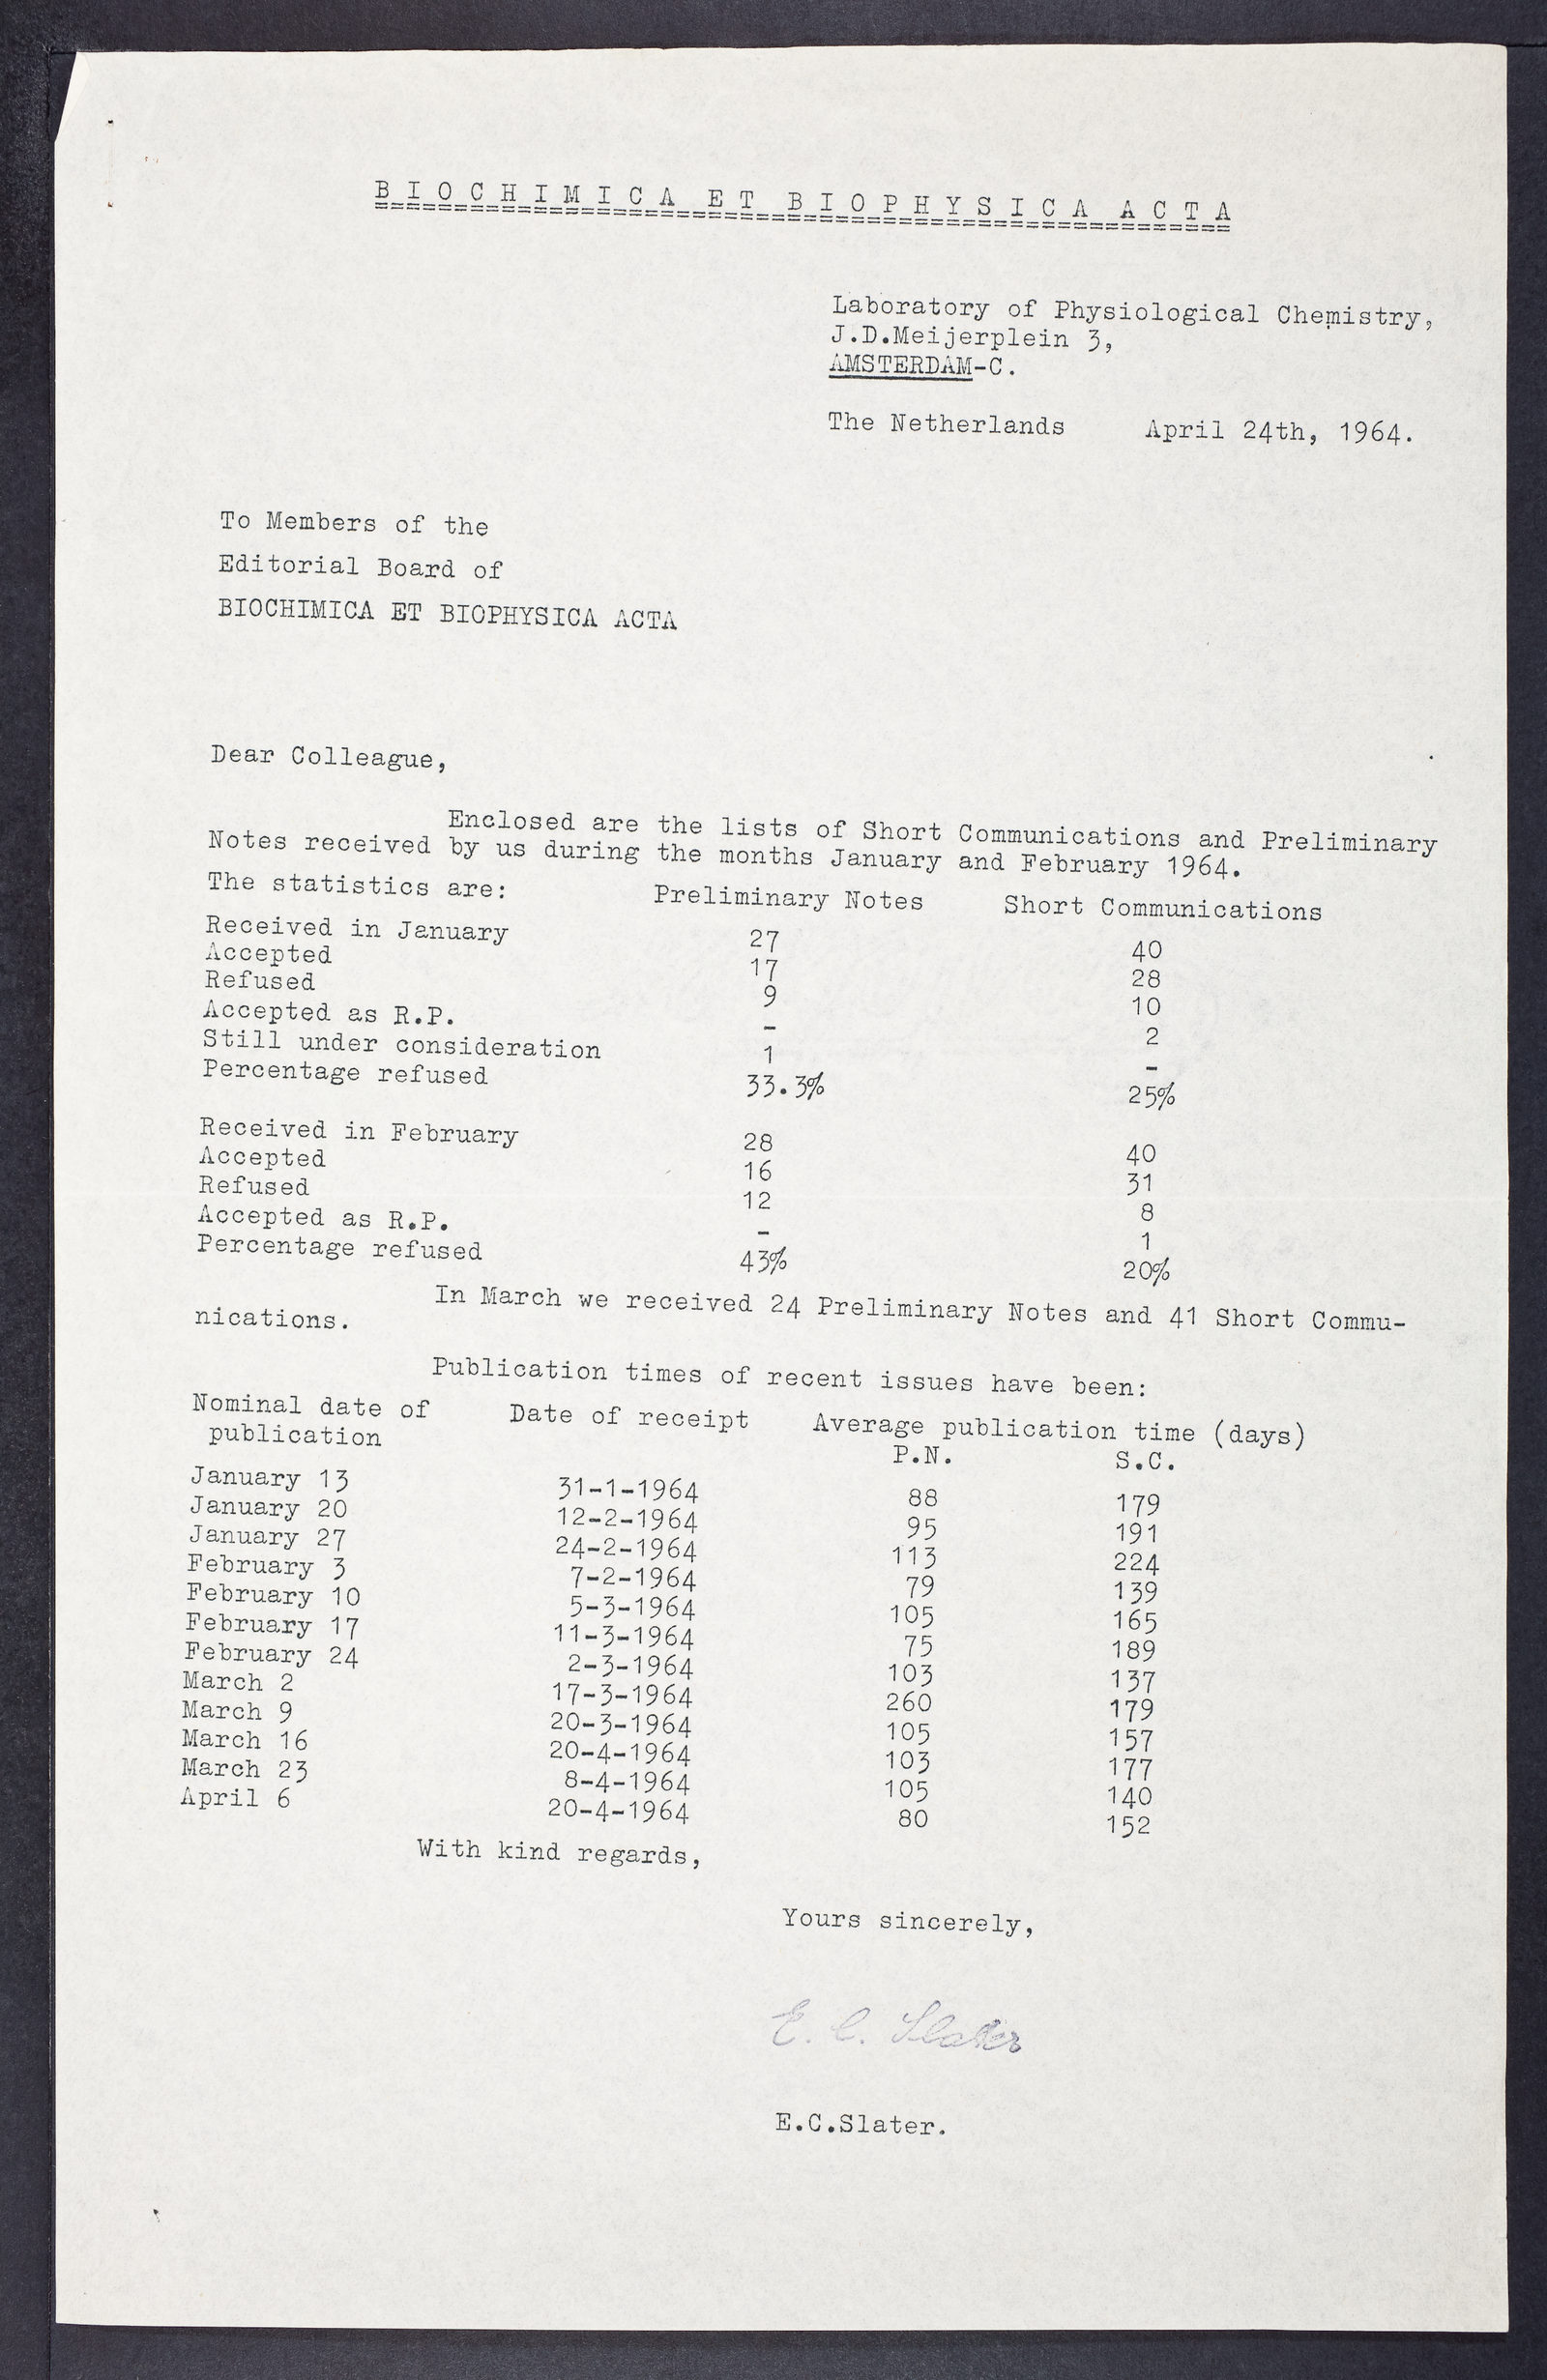 BIOCHIMICA ET BIOPHYSICA ACTA
Laboratory of Physiological Chemistry,
J.D.Meijerplein 3,
AMSTERDAM-C.
The Netherlands April 24th, 1964.
To Members of the
Editorial Board of
BIOCHIMICA ET BIOPHYSICA ACTA
Dear Colleague,
Enclosed are the lists of Short Communications and Preliminary
Notes received by us during the months January and February 1964.
The statistics are: Preliminary Notes Short Communications
Received in January 27 40
Accepted 17 28
Refused 9 10
Accepted as R.P. - 2
Still under consideration 1 -
Percentage refused 33.3% 25%
Received in February 28 40
Accepted 16 31
Refused 12 8
Accepted as R.P. - 1
Percentage refused 43% 20%
In March we received 24 Preliminary Notes and 41 Short Commu-
nications.
Publication times of recent issues have been:
Nominal date of Date of receipt Average publication time (days)
publication P.N. S.C.
January 13 31-1-1964 88 179
January 20 12-2-1964 95 191
January 27 24-2-1964 113 224
February 3 7-2-1964 79 139
February 10 5-3-1964 105 165
February 17 11-3-1964 75 189
February 24 2-3-1964 103 137
March 2 17-3-1964 260 179
March 9 20-3-1964 105 157
March 16 20-4-1964 103 177
March 23 8-4-1964 105 140
April 6 20-4-1964 80 152
With kind regards,
Yours sincerely,
E. C. Slater
E.C.Slater.